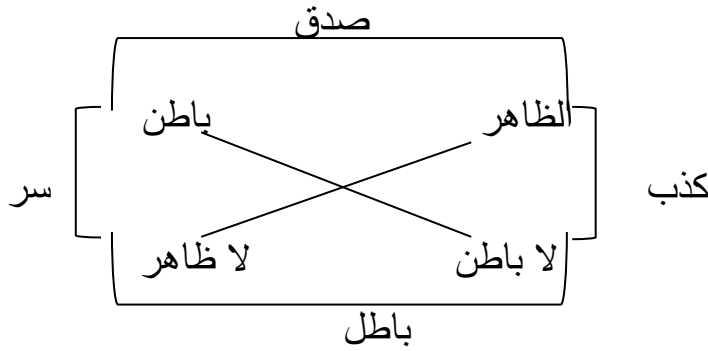 صدق
الظاهر باطن
كذب سر
لا باطن لا ظاهر
باطل